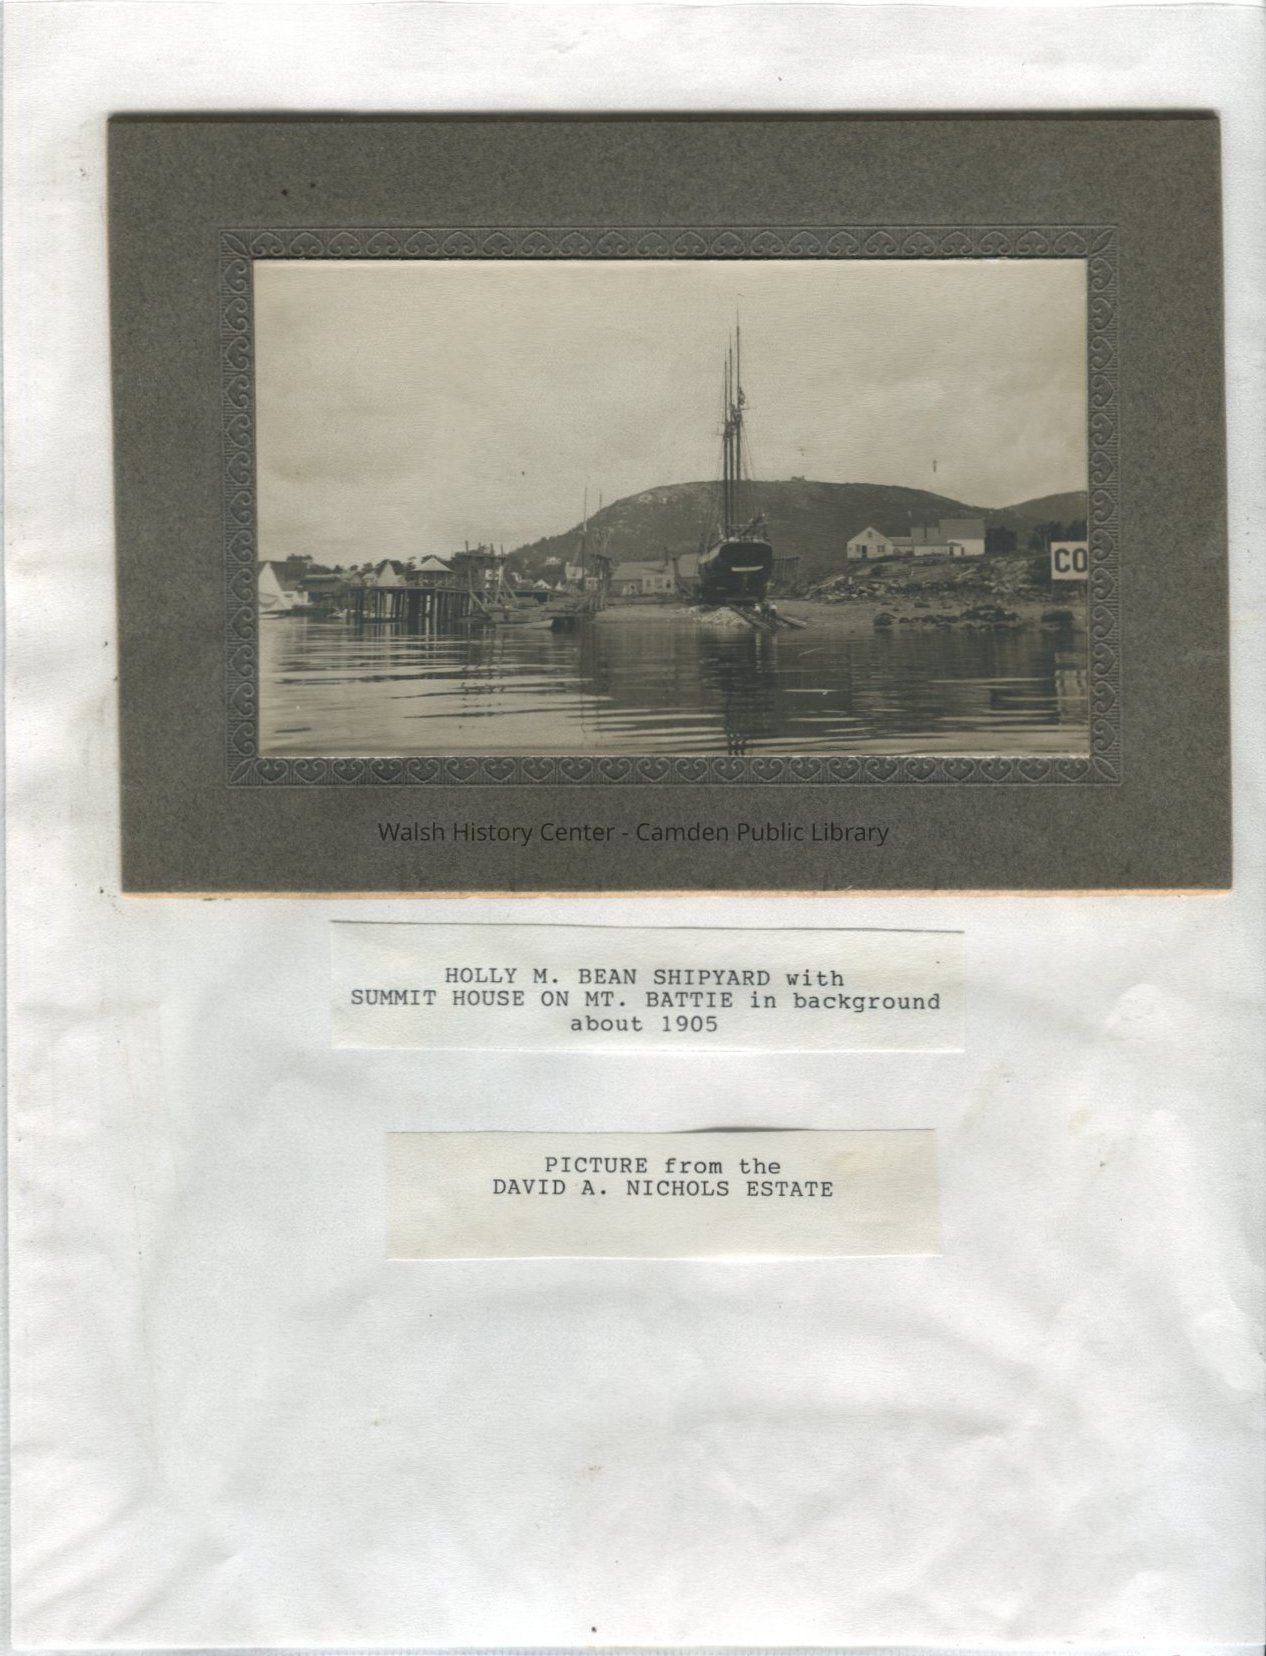 CO
Walsh History Center - Camden Public Library
HOLLY M. BEAN SHIPYARD with
SUMMIT HOUSE ON MT. BATTIE in background
about 1905
PICTURE from the
DAVID A. NICHOLS ESTATE